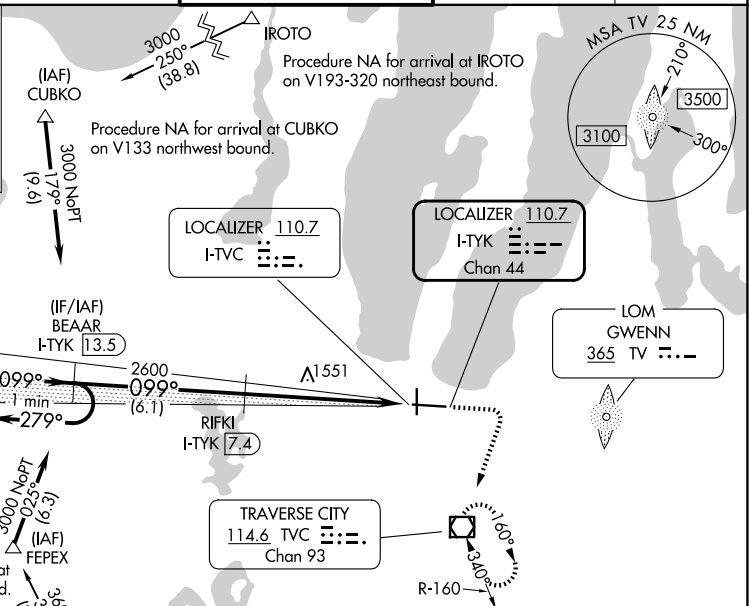 IROTO
3000
250°
(38.8)
Procedure NA for arrival at IROTO
on V193-320 northeast bound.
MSA TV 25 NM
210°
3500
3100
300°
(IAF)
CUBKO
Procedure NA for arrival at CUBKO
on V133 northwest bound.
3000 NoPT
179°
(9.6)
LOCALIZER 110.7
I-TVC
LOCALIZER 110.7
I-TYK
Chan 44
LOM
GWENN
365 TV
(IF/IAF)
BEAAR
I-TYK 13.5
2600
1551
099°
099°
1 min
(6.1)
279°
RIFKI
I-TYK 7.4
3000 NoPT
025°
(6.3)
(IAF)
FEPEX
TRAVERSE CITY
114.6 TVC
Chan 93
160°
340°
R-160
at
d.